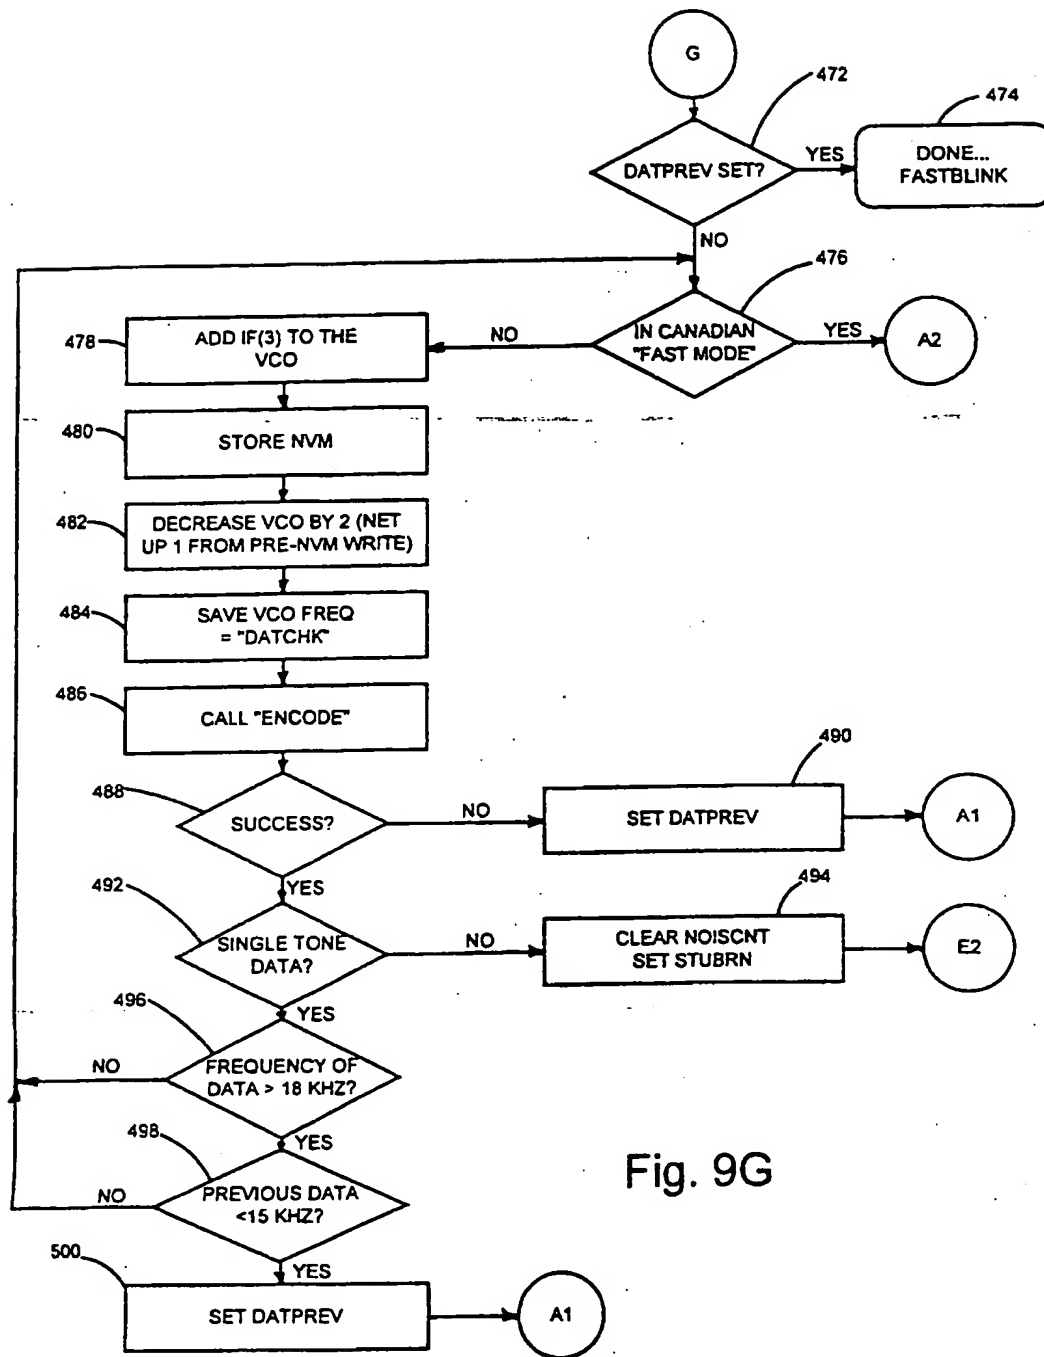 G
472
474
DATPREV SET?
YES
DONE...
FASTBLINK
NO
476
478
ADD IF(3) TO THE
VCO
NO
IN CANADIAN
"FAST MODE"
YES
A2
480
STORE NVM
482
DECREASE VCO BY 2 (NET
UP 1 FROM PRE-NVM WRITE)
484
SAVE VCO FREQ
= "DATCHK"
486
CALL "ENCODE"
488
SUCCESS?
NO
490
SET DATPREV
A1
YES
492
SINGLE TONE
DATA?
NO
494
CLEAR NOISCNT
SET STUBRN
E2
YES
496
NO
FREQUENCY OF
DATA > 18 KHZ?
YES
498
NO
PREVIOUS DATA
<15 KHZ?
YES
500
SET DATPREV
A1
Fig. 9G